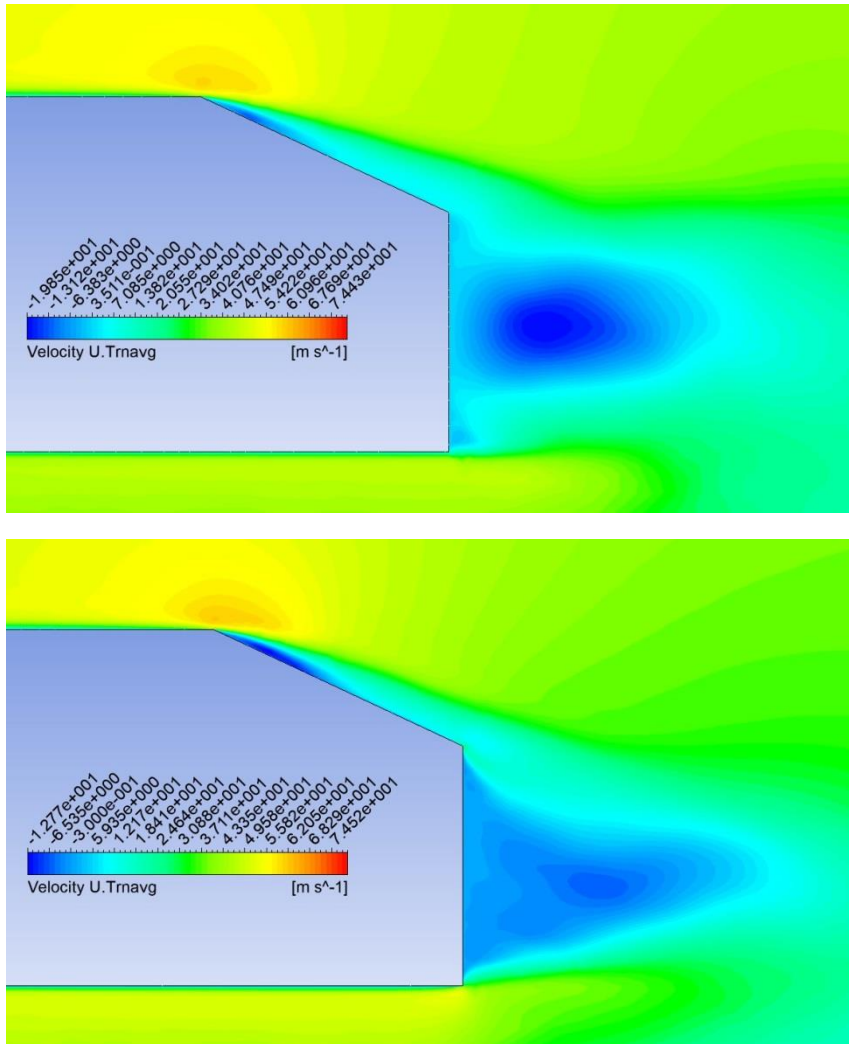 -1.985e+001
-1.312e+001
-6.383e+000
3.511e-001
7.085e+000
1.382e+001
2.055e+001
2.729e+001
3.402e+001
4.076e+001
4.749e+001
5.422e+001
6.096e+001
6.769e+001
7.443e+001
Velocity U.Trnavg [m s^-1]
-1.277e+001
-6.535e+000
-3.000e-001
5.935e+000
1.217e+001
1.841e+001
2.464e+001
3.088e+001
3.711e+001
4.335e+001
4.958e+001
5.582e+001
6.205e+001
6.829e+001
7.452e+001
Velocity U.Trnavg [m s^-1]